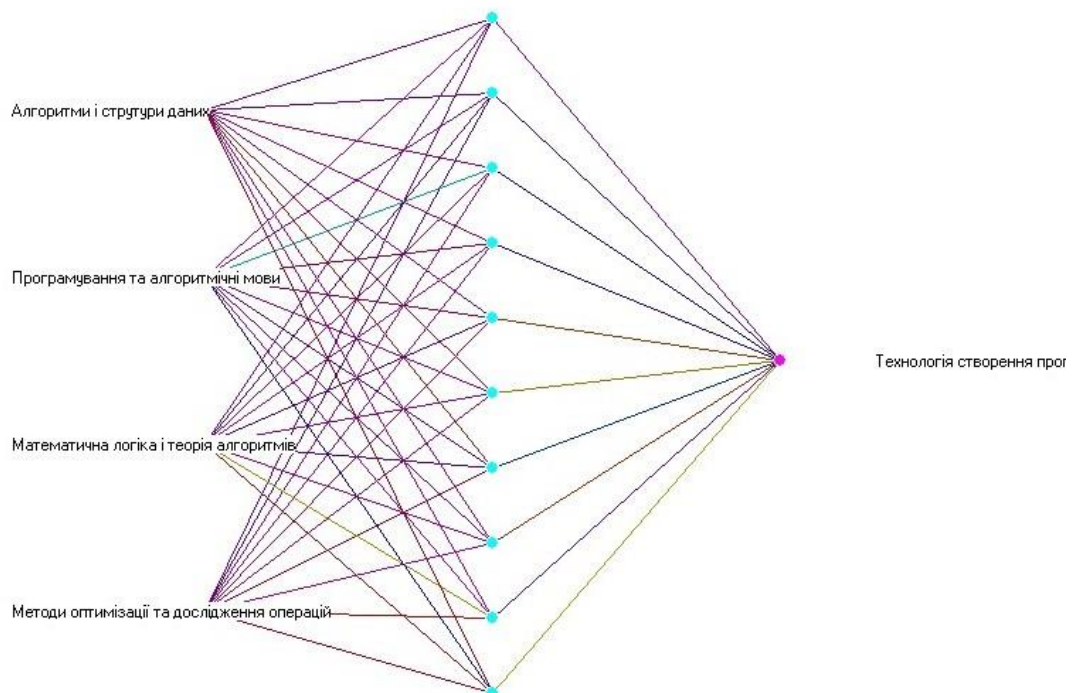 Алгоритми і струтури даних
Програмування та алгоритмічні мови
Математична логіка і теорія алгоритмів
Методи оптимізації та дослідження операцій
Технологія створення прог